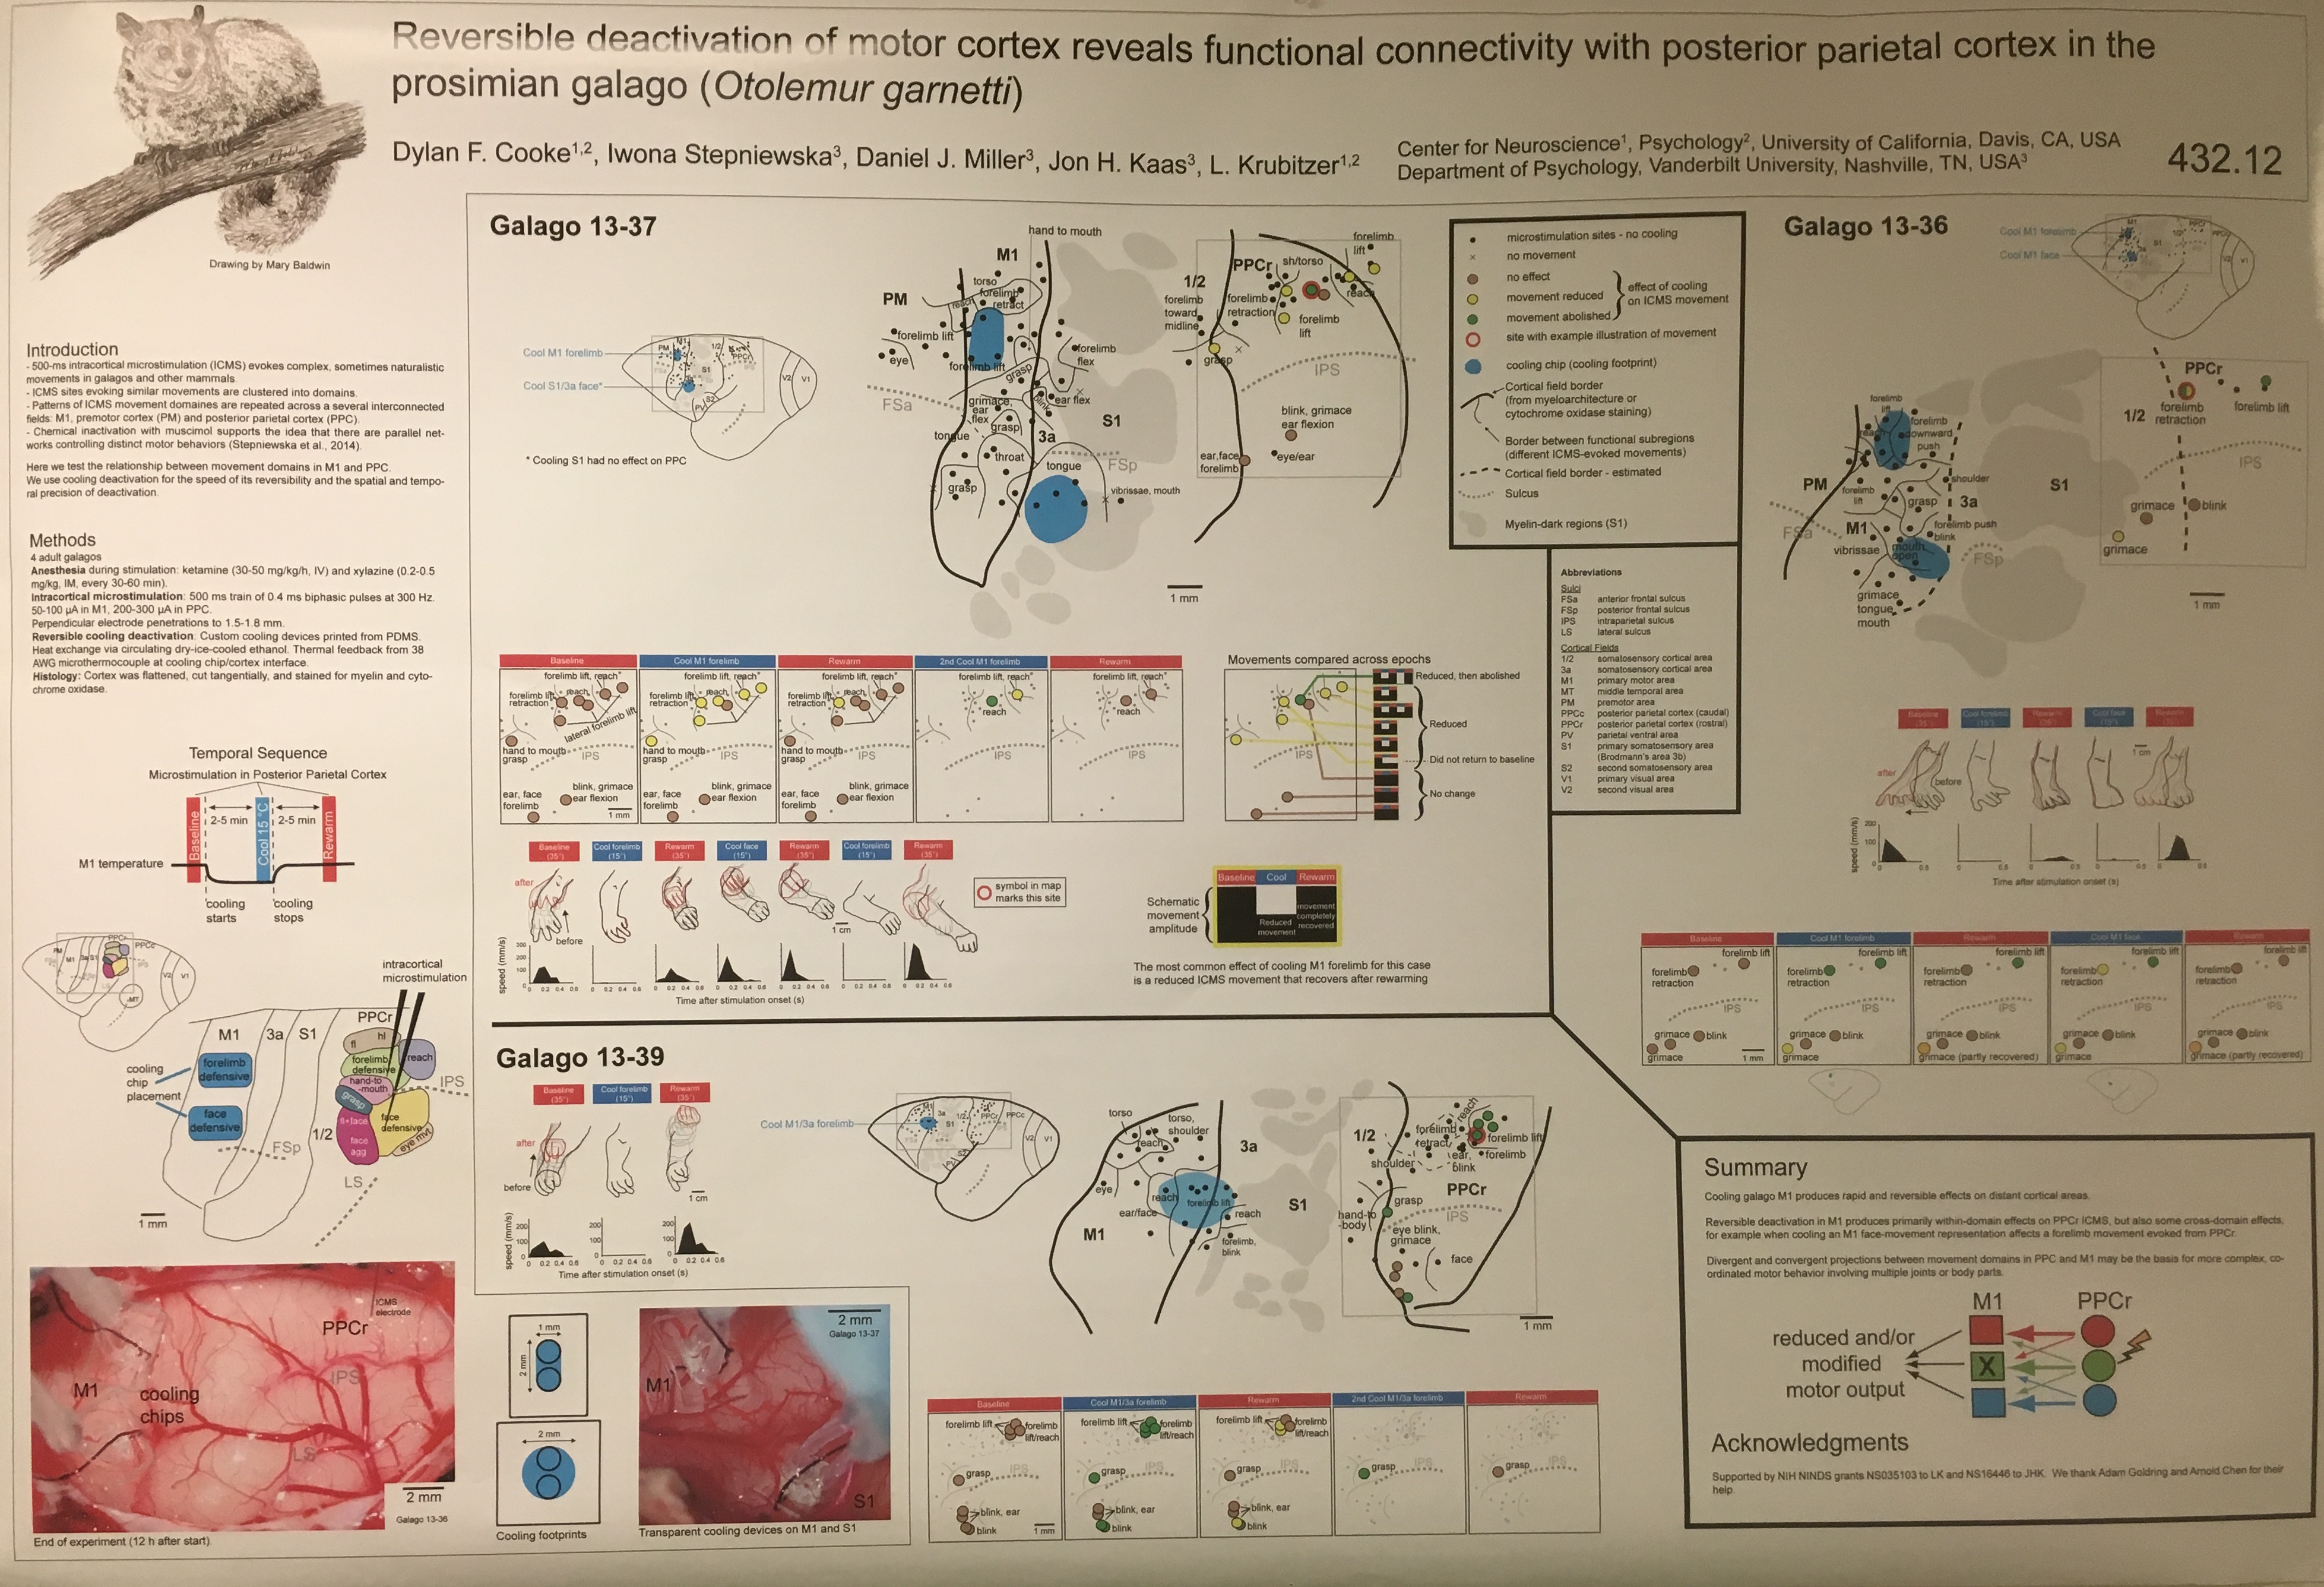 Reversible deactivation of motor cortex reveals functional connectivity with posterior parietal cortex in the
prosimian galago (Otolemur garnetti)
Dylan F. Cooke1,2, Iwona Stepniewska3, Daniel J. Miller3, Jon H. Kaas3, L. Krubitzer1,2
Center for Neuroscience1, Psychology2, University of California, Davis, CA, USA
Department of Psychology, Vanderbilt University, Nashville, TN, USA3
432.12
Drawing by Mary Baldwin
Introduction
- 500-ms intracortical microstimulation (ICMS) evokes complex, sometimes naturalistic
movements in galagos and other mammals.
- ICMS sites evoking similar movements are clustered into domains.
- Patterns of ICMS movement domaines are repeated across a several interconnected
fields: M1, premotor cortex (PM) and posterior parietal cortex (PPC).
- Chemical inactivation with muscimol supports the idea that there are parallel net-
works controlling distinct motor behaviors (Stepniewska et al., 2014).
Here we test the relationship between movement domains in M1 and PPC.
We use cooling deactivation for the speed of its reversibility and the spatial and tempo-
ral precision of deactivation.
Methods
4 adult galagos
Anesthesia during stimulation: ketamine (30-50 mg/kg/h, IV) and xylazine (0.2-0.5
mg/kg, IM, every 30-60 min).
Intracortical microstimulation: 500 ms train of 0.4 ms biphasic pulses at 300 Hz.
50-100 µA in M1, 200-300 µA in PPC.
Perpendicular electrode penetrations to 1.5-1.8 mm.
Reversible cooling deactivation: Custom cooling devices printed from PDMS.
Heat exchange via circulating dry-ice-cooled ethanol. Thermal feedback from 38
AWG microthermocouple at cooling chip/cortex interface.
Histology: Cortex was flattened, cut tangentially, and stained for myelin and cyto-
chrome oxidase.
Temporal Sequence
Microstimulation in Posterior Parietal Cortex
Baseline
2-5 min
Cool 15 °C
2-5 min
Rewarm
M1 temperature
cooling
starts
cooling
stops
intracortical
microstimulation
PPCr
M1
3a
S1
fl
hl
forelimb
defensive
reach
hand-to
-mouth
grasp
IPS
fl+face
face
defensive
face
agg
eye mvt
1/2
cooling
chip
placement
forelimb
defensive
face
defensive
FSp
LS
1 mm
ICMS
electrode
PPCr
IPS
M1
cooling
chips
LS
2 mm
Galago 13-36
End of experiment (12 h after start)
Galago 13-37
Cool M1 forelimb
Cool S1/3a face*
* Cooling S1 had no effect on PPC
hand to mouth
M1
torso
reach
forelimb
retract
PM
forelimb lift
eye
forelimb lift
forelimb
flex
grasp
FSa
grimace,
ear
flex
blink
ear flex
grasp
tongue
3a
S1
throat
tongue
FSp
grasp
vibrissae, mouth
1 mm
1/2
PPCr
sh/torso
forelimb
lift
forelimb
toward
midline
forelimb
retraction
reach
forelimb
lift
grasp
IPS
blink, grimace
ear flexion
ear,face
forelimb
eye/ear
microstimulation sites - no cooling
no movement
no effect
movement reduced
movement abolished
effect of cooling
on ICMS movement
site with example illustration of movement
cooling chip (cooling footprint)
Cortical field border
(from myeloarchitecture or
cytochrome oxidase staining)
Border between functional subregions
(different ICMS-evoked movements)
Cortical field border - estimated
Sulcus
Myelin-dark regions (S1)
Abbreviations
Sulci
FSa anterior frontal sulcus
FSp posterior frontal sulcus
IPS intraparietal sulcus
LS lateral sulcus
Cortical Fields
1/2 somatosensory cortical area
3a somatosensory cortical area
M1 primary motor area
MT middle temporal area
PM premotor area
PPCc posterior parietal cortex (caudal)
PPCr posterior parietal cortex (rostral)
PV parietal ventral area
S1 primary somatosensory area
(Brodmann's area 3b)
S2 second somatosensory area
V1 primary visual area
V2 second visual area
Baseline
Cool M1 forelimb
Rewarm
2nd Cool M1 forelimb
Rewarm
forelimb lift, reach*
forelimb lift, reach*
forelimb lift, reach*
forelimb lift, reach*
forelimb lift, reach*
forelimb lift
retraction
reach
lateral forelimb lift
hand to mouth
grasp
IPS
blink, grimace
ear flexion
ear, face
forelimb
1 mm
Movements compared across epochs
Reduced, then abolished
Reduced
Did not return to baseline
No change
IPS
Baseline (35°)
Cool forelimb (15°)
Rewarm (35°)
Cool face (15°)
Rewarm (35°)
Cool forelimb (15°)
Rewarm (35°)
after
before
1 cm
symbol in map
marks this site
speed (mm/s)
Time after stimulation onset (s)
Schematic
movement
amplitude
Baseline
Cool
Rewarm
Reduced
movement
movement
completely
recovered
The most common effect of cooling M1 forelimb for this case
is a reduced ICMS movement that recovers after rewarming
Galago 13-39
Baseline (35°)
Cool forelimb (15°)
Rewarm (35°)
after
before
1 cm
speed (mm/s)
Time after stimulation onset (s)
Cool M1/3a forelimb
torso
torso,
shoulder
reach
3a
eye
reach
forelimb lift
ear/face
reach
M1
forelimb,
blink
S1
1/2
forelimb
retract
reach
forelimb lift
shoulder
ear,
blink
forelimb
PPCr
grasp
IPS
hand-to
-body
eye blink,
grimace
face
1 mm
1 mm
2 mm
2 mm
Cooling footprints
2 mm
Galago 13-37
M1
S1
Transparent cooling devices on M1 and S1
Baseline
Cool M1/3a forelimb
Rewarm
2nd Cool M1/3a forelimb
Rewarm
forelimb lift
forelimb
lift/reach
grasp
IPS
blink, ear
blink
1 mm
Galago 13-36
Cool M1 forelimb
Cool M1 face
forelimb
lift
reach
forelimb
downward
push
PM
forelimb
lift
shoulder
grasp
3a
S1
FSa
M1
forelimb push
blink
vibrissae
mouth
open
FSp
grimace
tongue
mouth
PPCr
1/2
forelimb
retraction
forelimb lift
IPS
grimace
blink
grimace
1 mm
after
before
1 cm
speed (mm/s)
Time after stimulation onset (s)
Baseline
Cool M1 forelimb
Rewarm
Cool M1 face
Rewarm
forelimb lift
forelimb
retraction
IPS
grimace
blink
grimace
1 mm
grimace (partly recovered)
grimace (partly recovered)
Summary
Cooling galago M1 produces rapid and reversible effects on distant cortical areas.
Reversible deactivation in M1 produces primarily within-domain effects on PPCr ICMS, but also some cross-domain effects,
for example when cooling an M1 face-movement representation affects a forelimb movement evoked from PPCr.
Divergent and convergent projections between movement domains in PPC and M1 may be the basis for more complex, co-
ordinated motor behavior involving multiple joints or body parts.
M1
PPCr
reduced and/or
modified
motor output
X
Acknowledgments
Supported by NIH NINDS grants NS035103 to LK and NS16446 to JHK. We thank Adam Goldring and Arnold Chen for their
help.